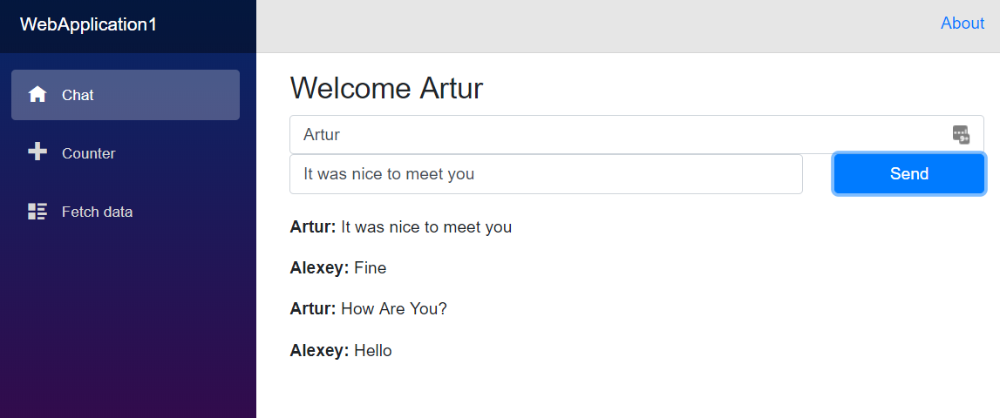 WebApplication1
About
Chat
Counter
Fetch data
Welcome Artur
Artur
It was nice to meet you
Send
Artur: It was nice to meet you
Alexey: Fine
Artur: How Are You?
Alexey: Hello